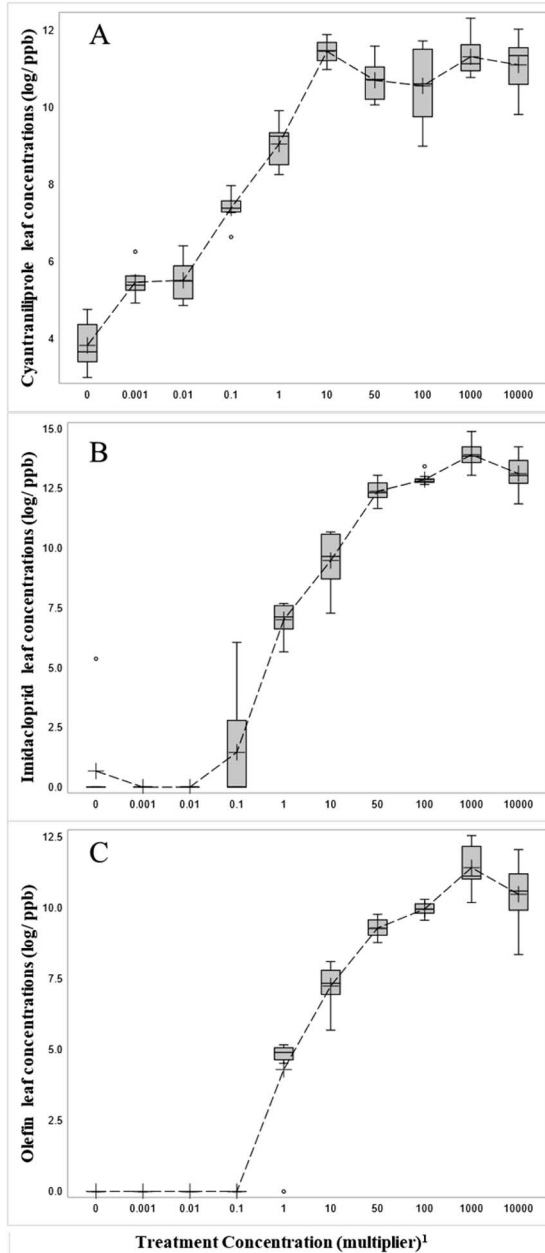 A
Cyantraniliprole leaf concentrations (log/ ppb)
12
10
8
6
4
0 0.001 0.01 0.1 1 10 50 100 1000 10000
B
Imidacloprid leaf concentrations (log/ ppb)
15.0
12.5
10.0
7.5
5.0
2.5
0.0
0 0.001 0.01 0.1 1 10 50 100 1000 10000
C
Olefin leaf concentrations (log/ ppb)
12.5
10.0
7.5
5.0
2.5
0.0
0 0.001 0.01 0.1 1 10 50 100 1000 10000
Treatment Concentration (multiplier)¹